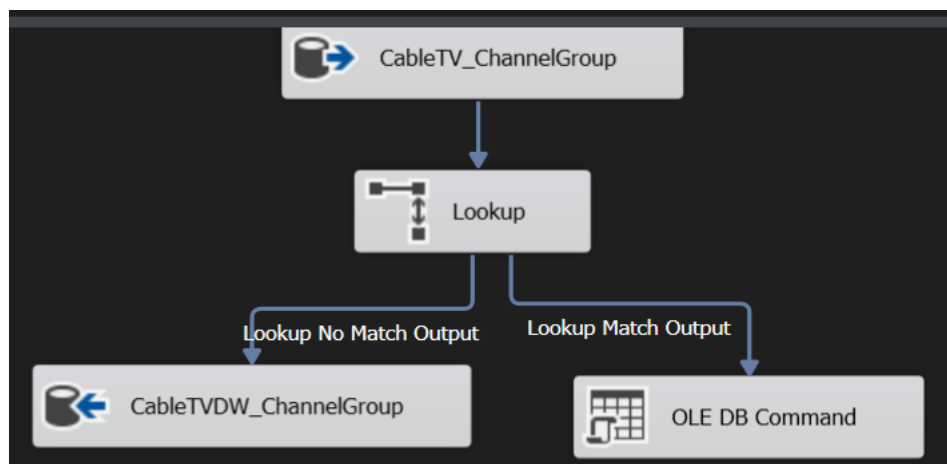 CableTV_ChannelGroup
Lookup
Lookup No Match Output
Lookup Match Output
CableTVDW_ChannelGroup
OLE DB Command